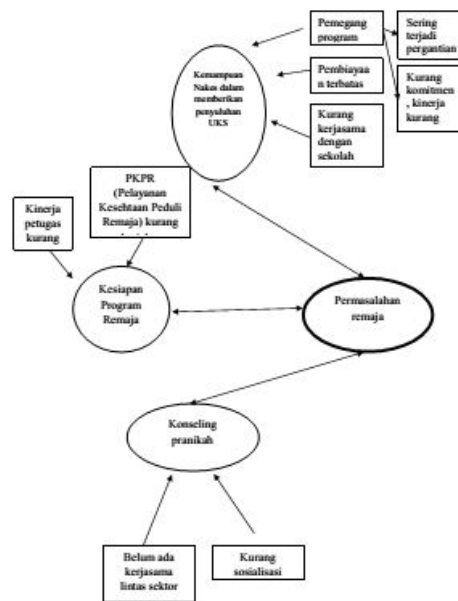 Pemegang
program
Sering
terjadi
pergantian
Pembiayaa
n terbatas
Kurang
komitmen
, kinerja
kurang
Kurang
kerjasama
dengan
sekolah
Kemampuan
Nakes dalam
memberikan
penyuluhan
UKS
PKPR
(Pelayanan
Kesehtaan Peduli
Remaja) kurang
Kinerja
petugas
kurang
Kesiapan
Program
Remaja
Permasalahan
remaja
Konseling
pranikah
Belum ada
kerjasama
lintas sektor
Kurang
sosialisasi